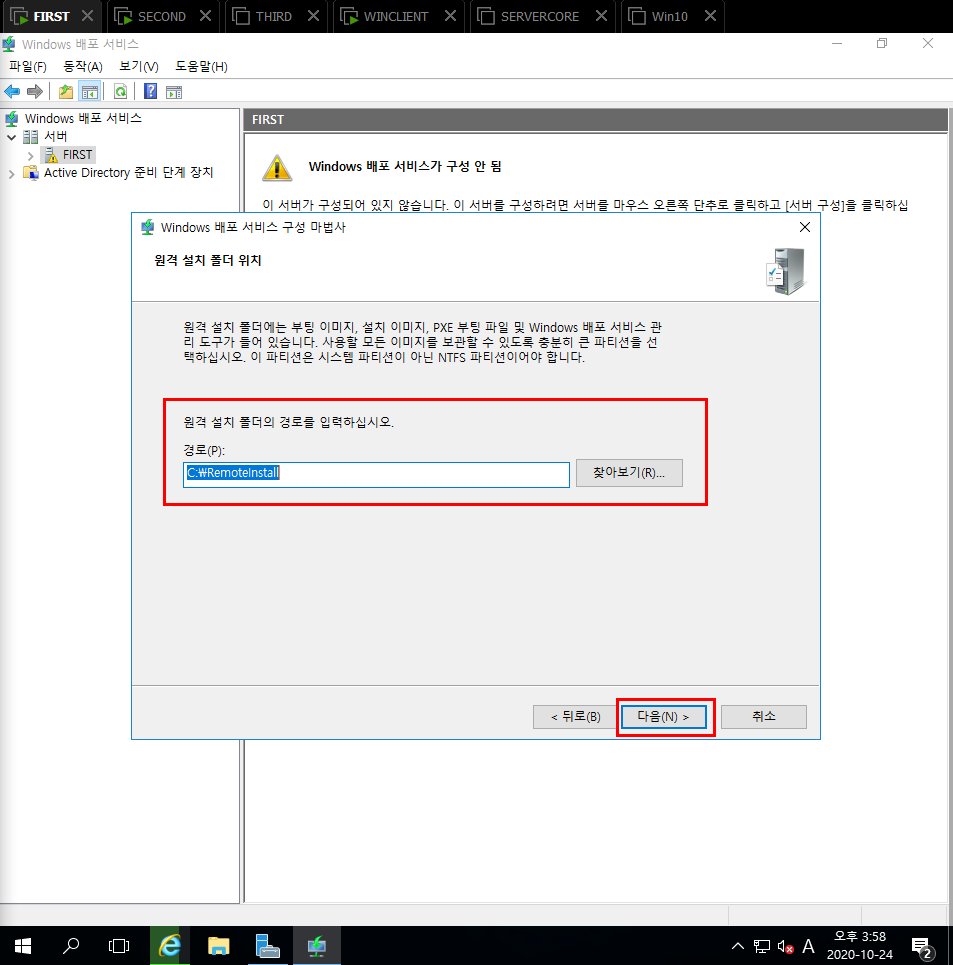 FIRST
SECOND
THIRD
WINCLIENT
SERVERCORE
Win10
Windows 배포 서비스
파일(F) 동작(A) 보기(V) 도움말(H)
Windows 배포 서비스
서버
FIRST
Active Directory 준비 단계 장치
FIRST
Windows 배포 서비스가 구성 안 됨
이 서버가 구성되어 있지 않습니다. 이 서버를 구성하려면 서버를 마우스 오른쪽 단추로 클릭하고 [서버 구성]을 클릭하십
Windows 배포 서비스 구성 마법사
원격 설치 폴더 위치
원격 설치 폴더에는 부팅 이미지, 설치 이미지, PXE 부팅 파일 및 Windows 배포 서비스 관
리 도구가 들어 있습니다. 사용할 모든 이미지를 보관할 수 있도록 충분히 큰 파티션을 선
택하십시오. 이 파티션은 시스템 파티션이 아닌 NTFS 파티션이어야 합니다.
원격 설치 폴더의 경로를 입력하십시오.
경로(P):
C:₩RemoteInstall
찾아보기(R)...
< 뒤로(B)
다음(N) >
취소
A
오후 3:58
2020-10-24
2